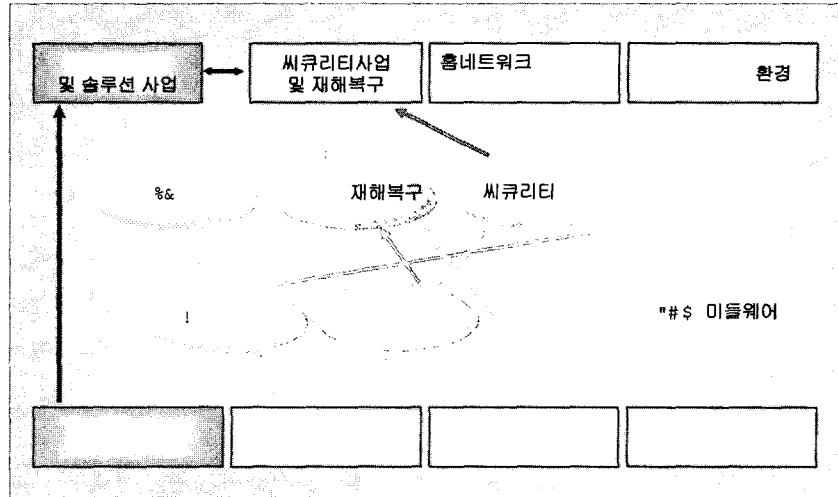 및 솔루션 사업
씨큐리티사업
및 재해복구
홈네트워크
환경
%&
재해복구
씨큐리티
!
"#$ 미들웨어